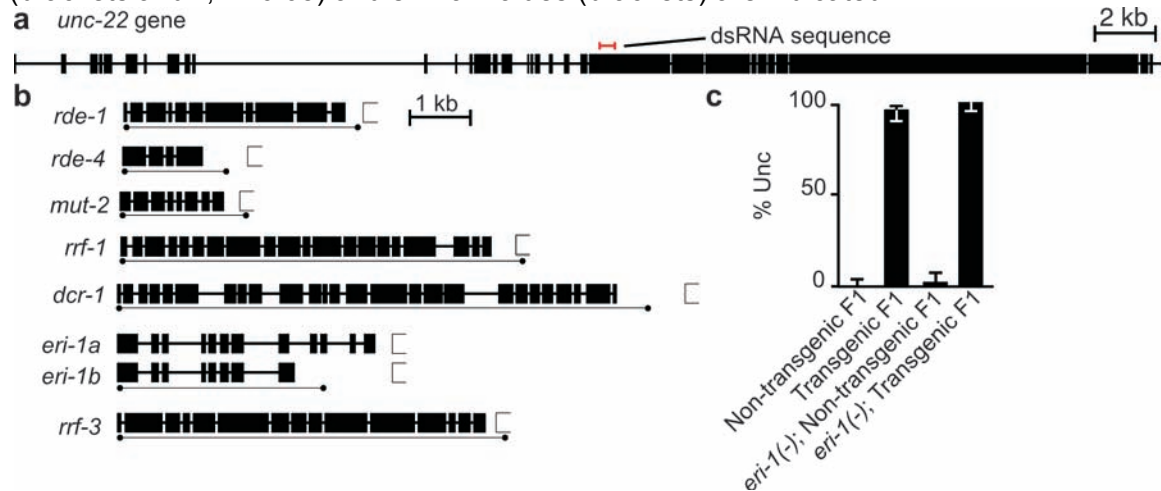 a unc-22 gene
2 kb
dsRNA sequence
b
1 kb
rde-1
rde-4
mut-2
rrf-1
dcr-1
eri-1a
eri-1b
rrf-3
c
100
50
0
% Unc
Non-transgenic F1
Transgenic F1
eri-1(-); Non-transgenic F1
eri-1(-); Transgenic F1